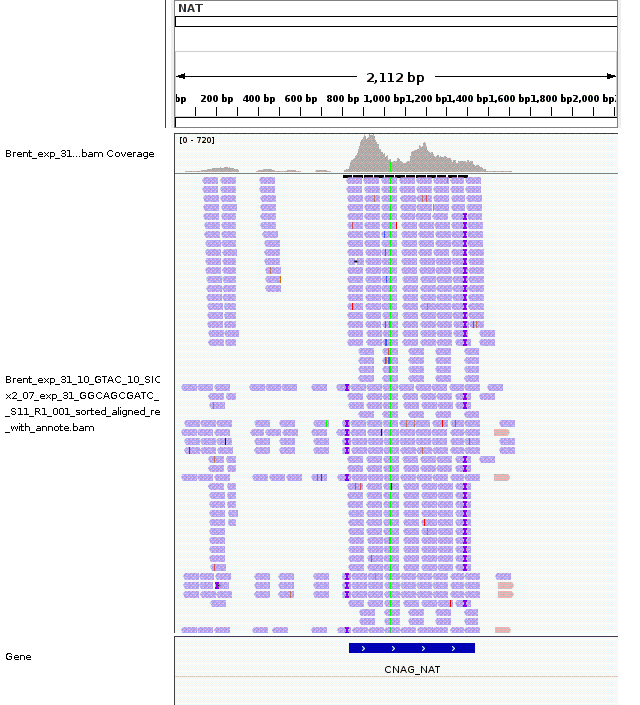 NAT
2,112 bp
bp 200 bp 400 bp 600 bp 800 bp 1,000 bp 1,200 bp 1,400 bp 1,600 bp 1,800 bp 2,000 bp
[0 - 720]
Brent_exp_31...bam Coverage
Brent_exp_31_10_GTAC_10_SIC
x2_07_exp_31_GGCAGCGATC_
_S11_R1_001_sorted_aligned_re
_with_annote.bam
Gene
CNAG_NAT